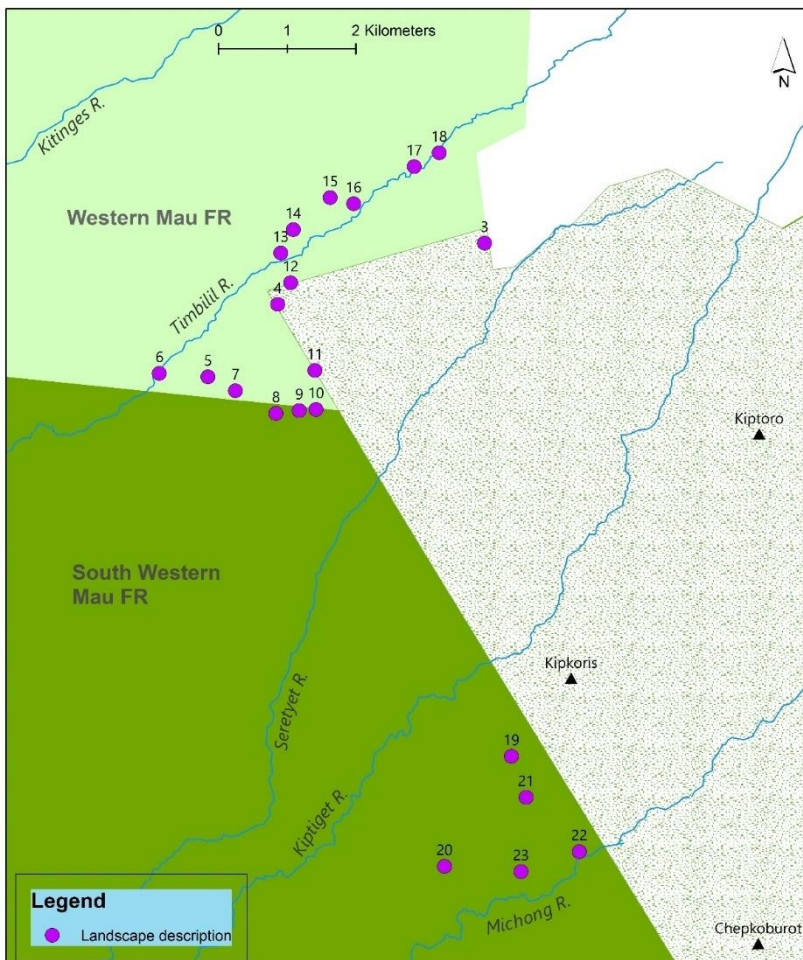 0 1 2 Kilometers
N
Kitinges R.
18
17
15
16
Western Mau FR
14
3
13
12
Timbilil R.
4
6
5
11
7
8
9
10
Kiptoro
South Western
Mau FR
Kipkoris
Seretyet R.
19
21
Kiptiget R.
22
20
23
Michong R.
Chepkoburot
Legend
Landscape description